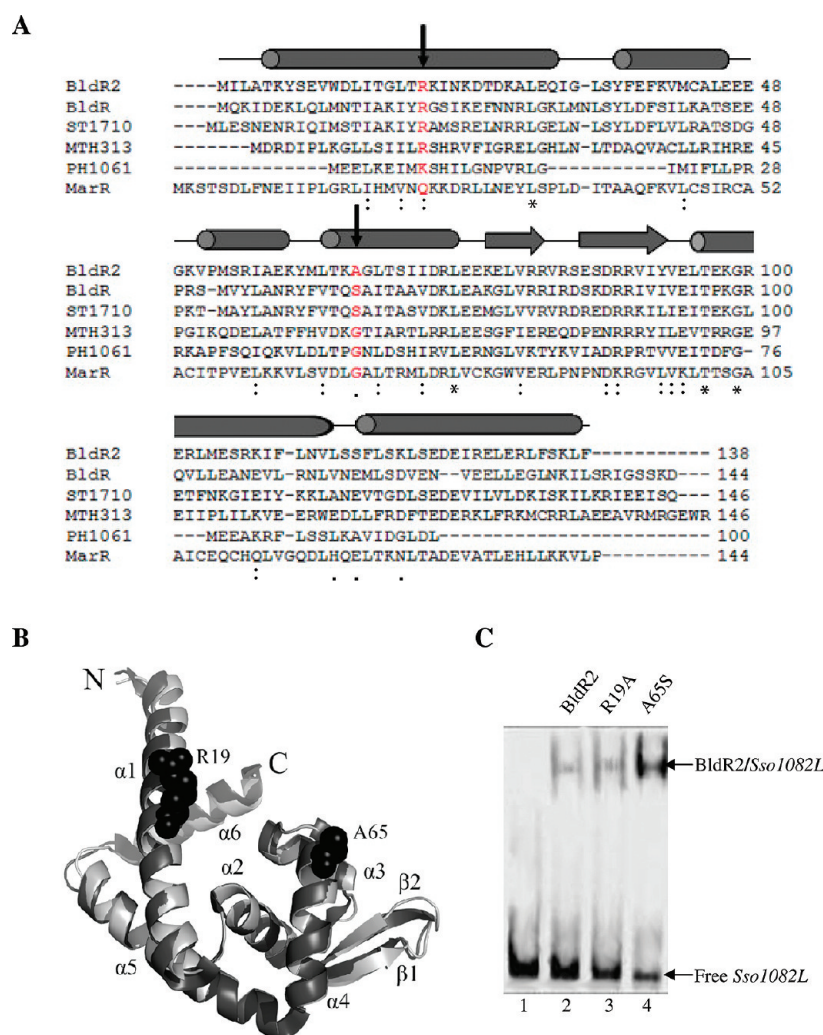 A
BldR2 ----MILATKYSEVWDLITGLTRKINKDTDKALEQIG-LSYFEFKVMCALEEE 48
BldR ----MQKIDEKLQLMNTIAKIYRGSIKEFNNRLGKLMNLSYLDFSILKATSEE 48
ST1710 ---MLESNENRIQIMSTIAKIYRAMSRELNRRLGELNL-SYLDFLVLRATSDG 48
MTH313 -------MDRDIPLKGLLSIILRSHRVFIGRELGHLN-LTDAQVACLLRIHRE 45
PH1061 ------------MEELKEIMKSHILGNPVRLG--------IMIFLLPR 28
MarR MKSTSDLFNEIIPLGRLIHMVNQKKDRLLNEYLSPLD-ITAAQFKVLCSIRCA 52
: : : * :
BldR2 GKVPMSRIAEKYMLTKAGLTSIIDRLEEKELVRRVRSESDRRVIYVELTEKGR 100
BldR PRS-MVYLANRYFVTQSAITAAVDKLEAKGLVRRIRDSKDRRIVIVEITPKGR 100
ST1710 PKT-MAYLANRYFVTQSAITASVDKLEEMGLVVRVRDREDRRKILIEITEKGL 100
MTH313 PGIKQDELATFFHVDKGTIARTLRRLEESGFIEREQDPENRRRYILEVTRRGE 97
PH1061 RKAPFSQIQKVLDLTPGNLDSHIRVLERNGLVKTYKVIADRPRTVVEITDFG- 76
MarR ACITPVELKKVLSVDLGALTRMLDRLVCKGWVERLPNPNDKRGVLVKLTTSGA 105
: : . : : * : :: ::: * *
BldR2 ERLMESRKIF-LNVLSSFLSKLSEDEIRELERLFSKLF---------- 138
BldR QVLLEANEVL-RNLVNEMLSDVEN--VEELLEGLNKILSRIGSSKD--- 144
ST1710 ETFNKGIEIY-KKLANEVTGDLSEDEVILVLDKISKILKRIEEISQ--- 146
MTH313 EIIPLILKVE-ERWEDLLFRDFTEDERKLFRKMCRRLAEEAVRMRGEWR 146
PH1061 ---MEEAKRF-LSSLKAVIDGLDL------------------------ 100
MarR AICEQCHQLVGQDLHQELTKNLTADEVATLEHLLKKVLP---------- 144
: . . .
B
N
R19
α1
C
α6
A65
α2
α3
β2
α5
β1
α4
C
BldR2
R19A
A65S
BldR2/Sso1082L
Free Sso1082L
1 2 3 4